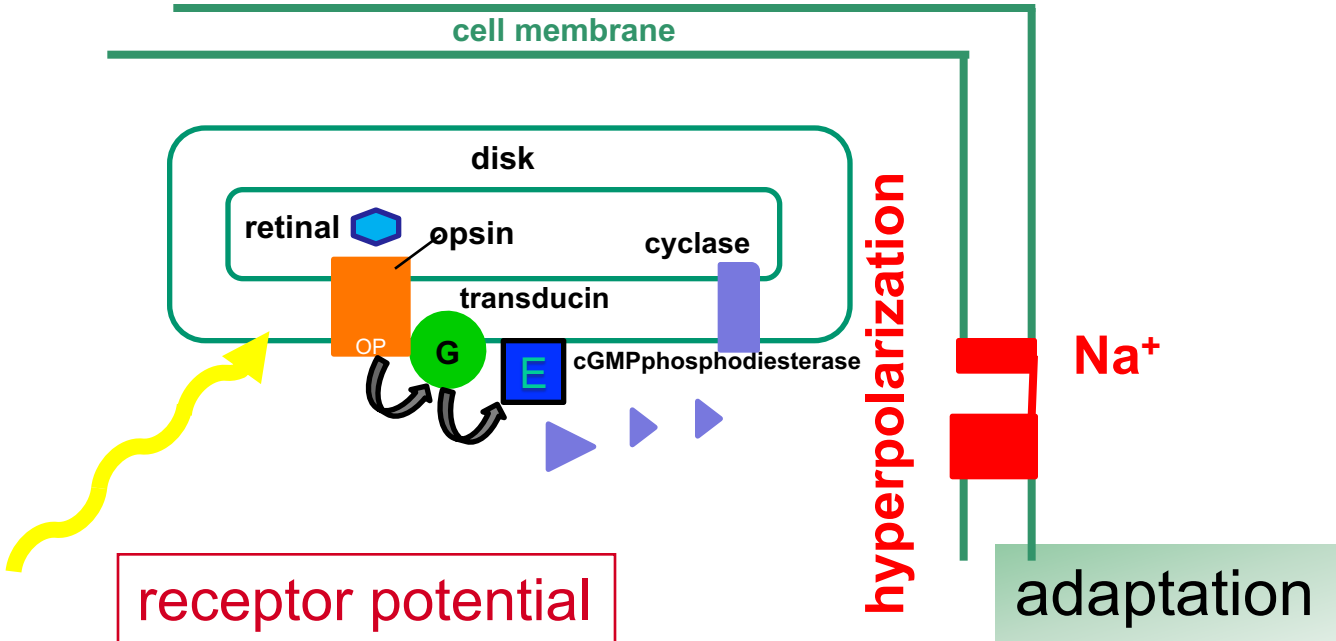 cell membrane
disk
retinal
opsin
cyclase
transducin
OP
G
E
cGMPphosphodiesterase
hyperpolarization
Na⁺
receptor potential
adaptation